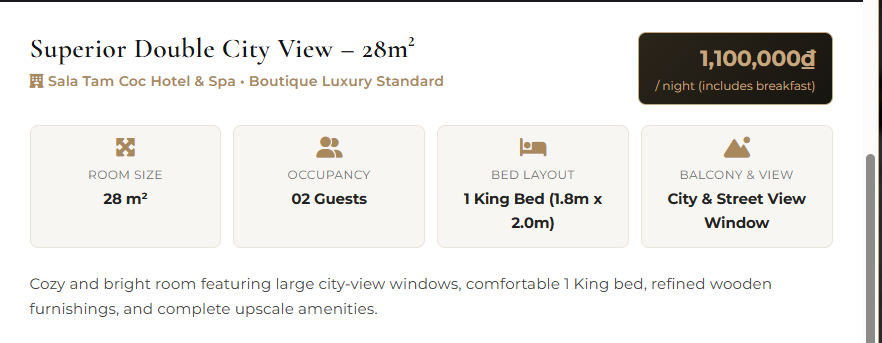 Superior Double City View – 28m²
1,100,000₫
Sala Tam Coc Hotel & Spa • Boutique Luxury Standard
/ night (includes breakfast)
ROOM SIZE
28 m²
OCCUPANCY
02 Guests
BED LAYOUT
1 King Bed (1.8m x
2.0m)
BALCONY & VIEW
City & Street View
Window
Cozy and bright room featuring large city-view windows, comfortable 1 King bed, refined wooden
furnishings, and complete upscale amenities.